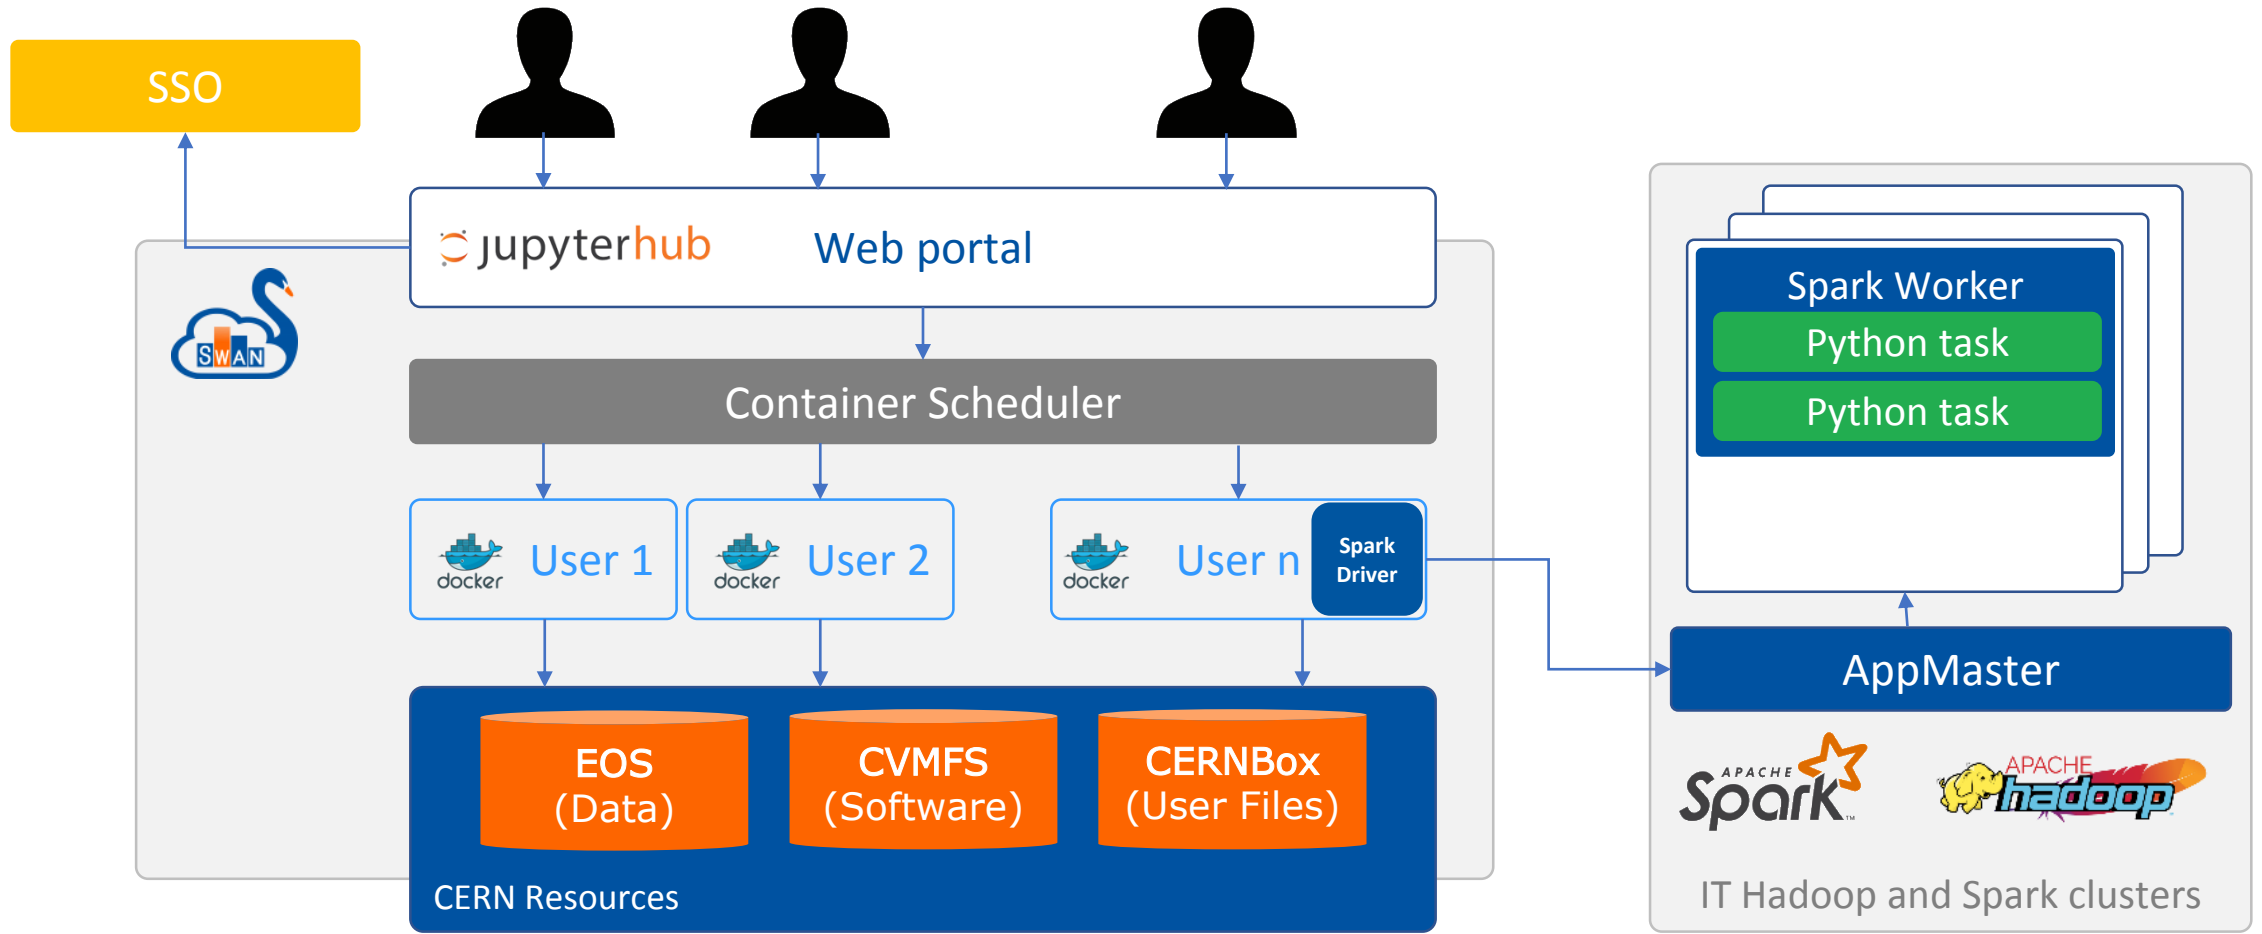 SSO
jupyterhub
Web portal
SWAN
Container Scheduler
docker
User 1
docker
User 2
docker
User n
Spark
Driver
EOS
(Data)
CVMFS
(Software)
CERNBox
(User Files)
CERN Resources
Spark Worker
Python task
Python task
AppMaster
APACHE
Spark™
APACHE
hadoop
IT Hadoop and Spark clusters